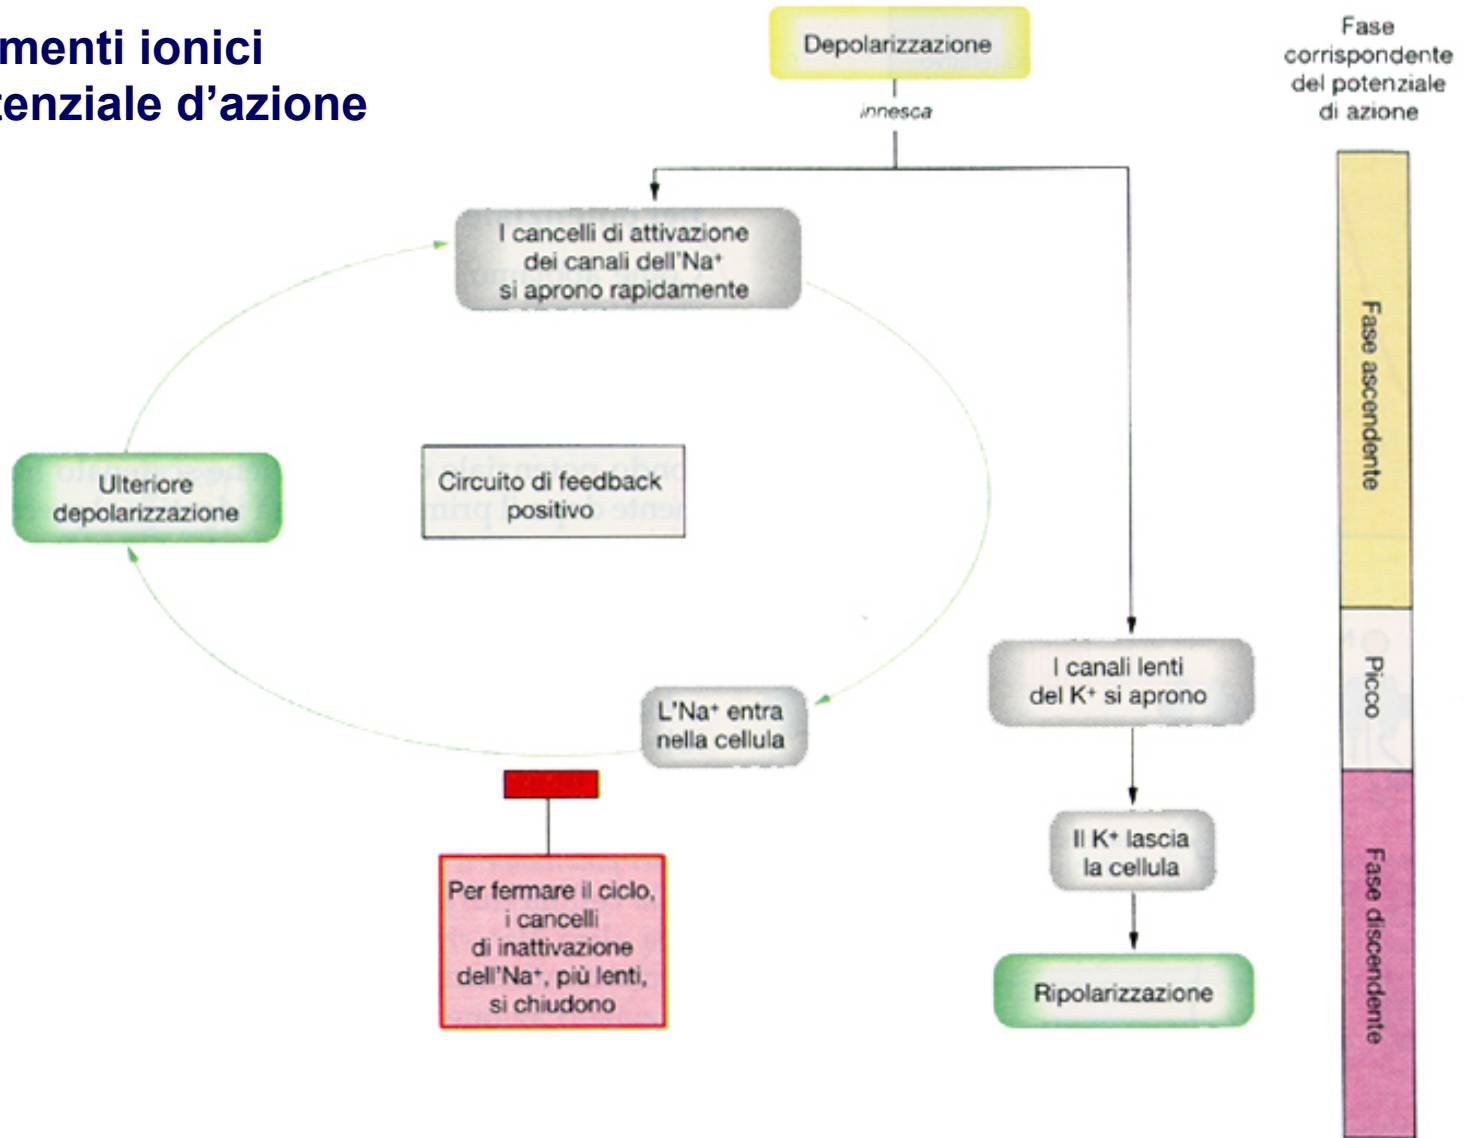 menti ionici
tenziale d'azione
Depolarizzazione
innesca
Fase
corrispondente
del potenziale
di azione
I cancelli di attivazione
dei canali dell'Na⁺
si aprono rapidamente
Fase ascendente
Ulteriore
depolarizzazione
Circuito di feedback
positivo
I canali lenti
del K⁺ si aprono
Picco
L'Na⁺ entra
nella cellula
Il K⁺ lascia
la cellula
Per fermare il ciclo,
i cancelli
di inattivazione
dell'Na⁺, più lenti,
si chiudono
Fase discendente
Ripolarizzazione